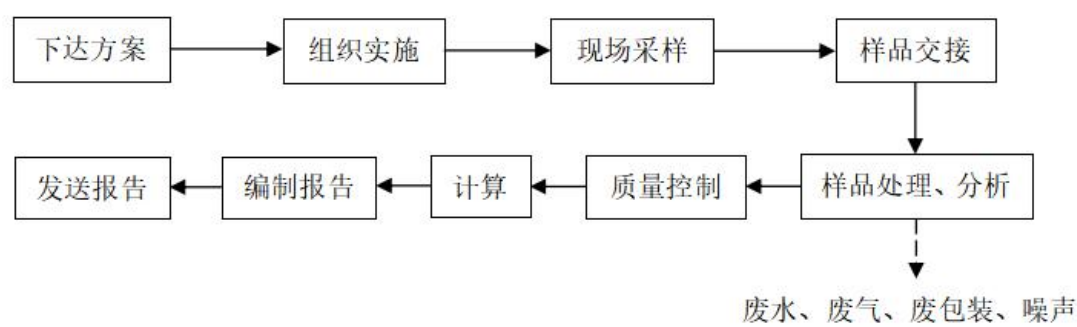 下达方案
组织实施
现场采样
样品交接
样品处理、分析
质量控制
计算
编制报告
发送报告
废水、废气、废包装、噪声